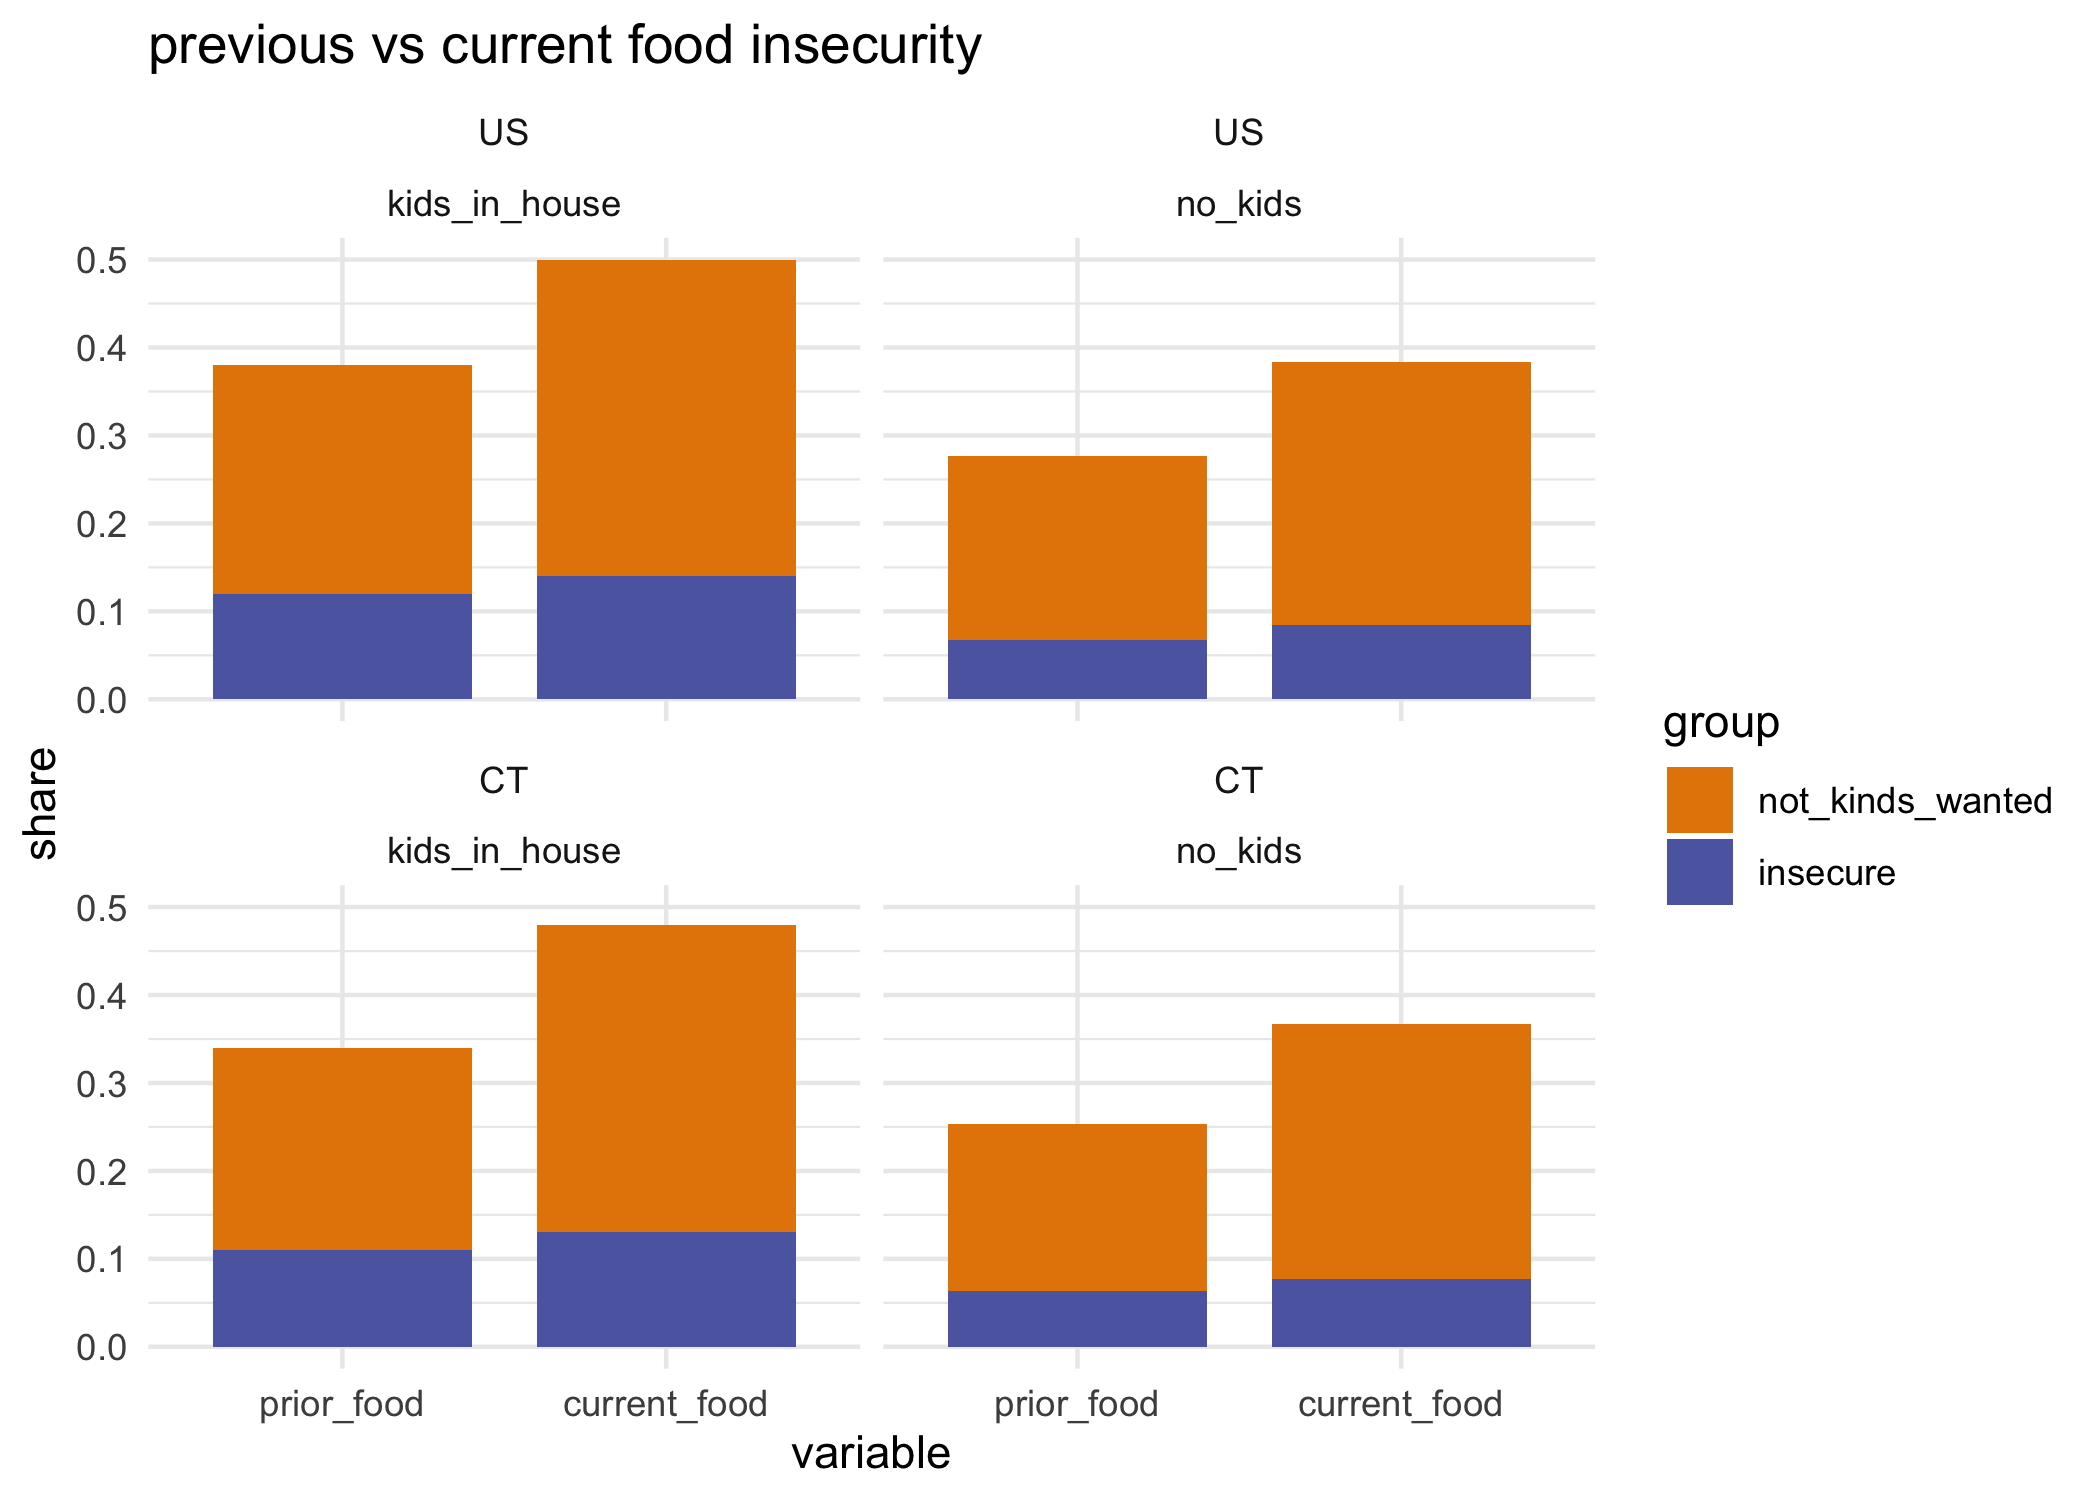 previous vs current food insecurity
US
US
kids_in_house
no_kids
0.5
0.4
0.3
0.2
0.1
0.0
CT
CT
kids_in_house
no_kids
0.5
0.4
0.3
0.2
0.1
0.0
prior_food
current_food
prior_food
current_food
variable
share
group
not_kinds_wanted
insecure